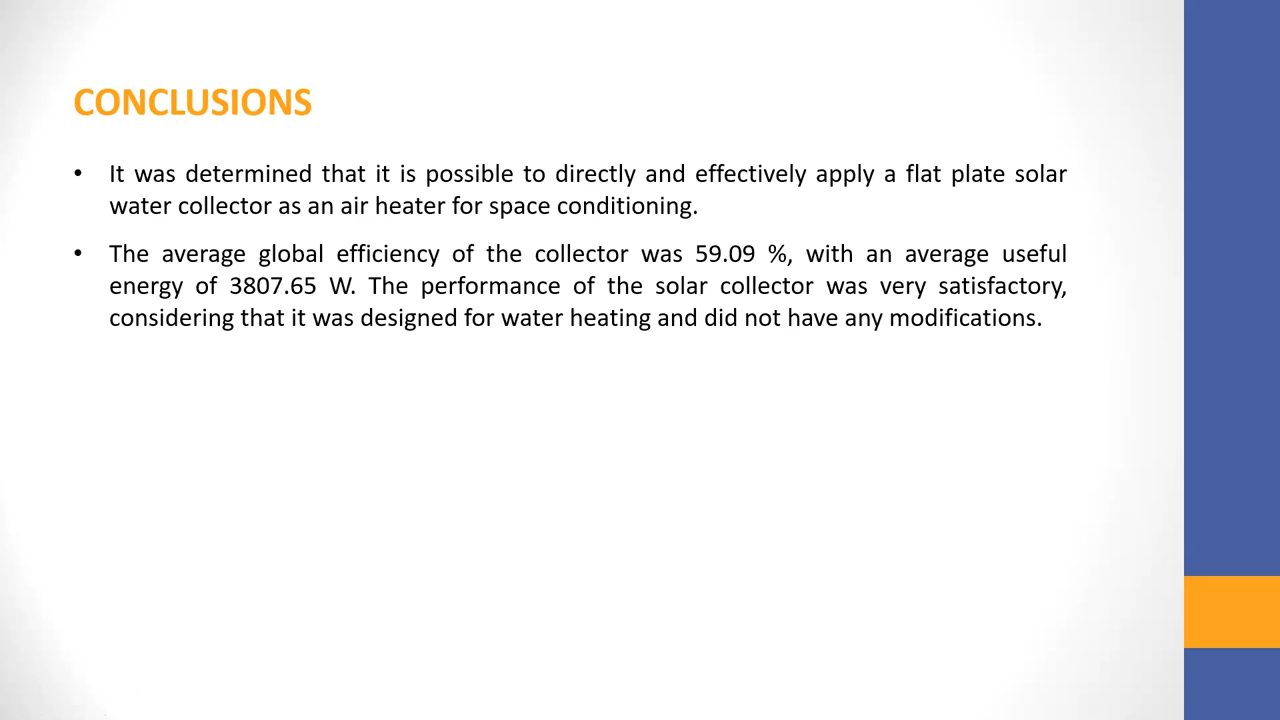 CONCLUSIONS
• It was determined that it is possible to directly and effectively apply a flat plate solar
water collector as an air heater for space conditioning.
• The average global efficiency of the collector was 59.09 %, with an average useful
energy of 3807.65 W. The performance of the solar collector was very satisfactory,
considering that it was designed for water heating and did not have any modifications.